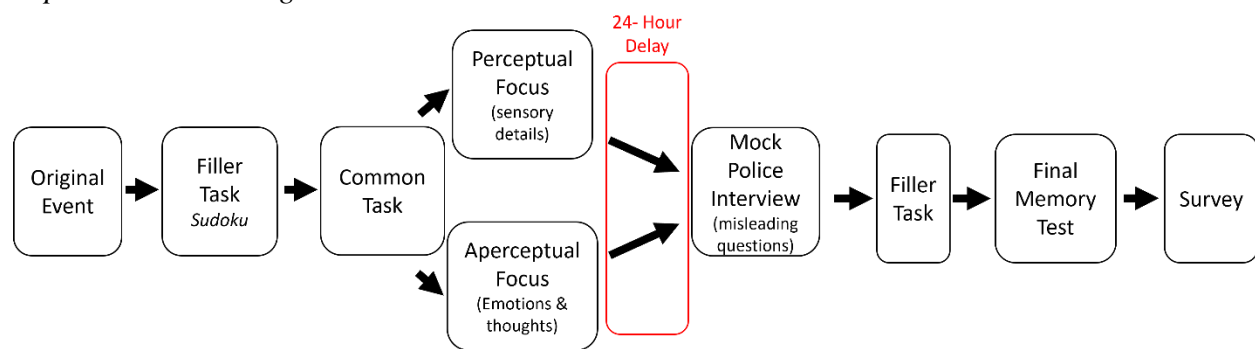 24- Hour
Delay
Original
Event
Filler
Task
Sudoku
Common
Task
Perceptual
Focus
(sensory
details)
Aperceptual
Focus
(Emotions &
thoughts)
Mock
Police
Interview
(misleading
questions)
Filler
Task
Final
Memory
Test
Survey